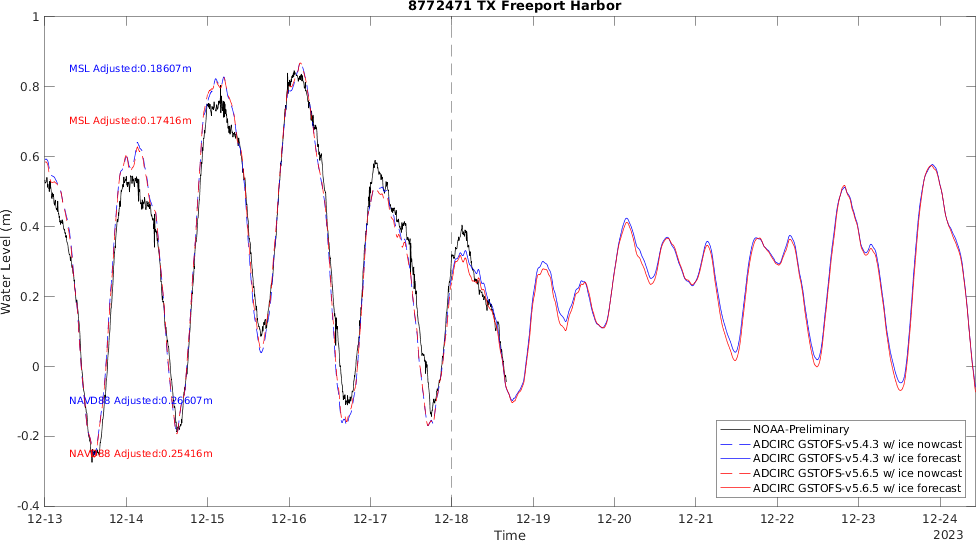 8772471 TX Freeport Harbor
1
0.8
0.6
0.4
0.2
0
-0.2
-0.4
Water Level (m)
MSL Adjusted:0.18607m
MSL Adjusted:0.17416m
NAVD88 Adjusted:0.26607m
NAVD88 Adjusted:0.25416m
NOAA-Preliminary
ADCIRC GSTOFS-v5.4.3 w/ ice nowcast
ADCIRC GSTOFS-v5.4.3 w/ ice forecast
ADCIRC GSTOFS-v5.6.5 w/ ice nowcast
ADCIRC GSTOFS-v5.6.5 w/ ice forecast
12-13 12-14 12-15 12-16 12-17 12-18 12-19 12-20 12-21 12-22 12-23 12-24
Time
2023